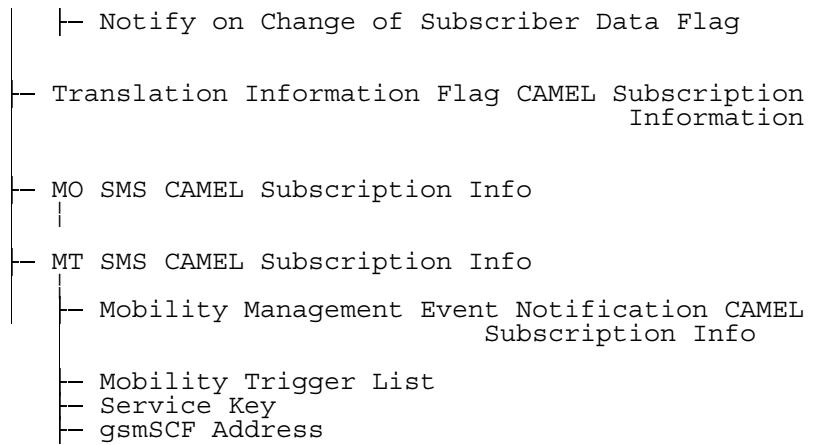 Notify on Change of Subscriber Data Flag
Translation Information Flag CAMEL Subscription
Information
MO SMS CAMEL Subscription Info
MT SMS CAMEL Subscription Info
Mobility Management Event Notification CAMEL
Subscription Info
Mobility Trigger List
Service Key
gsmSCF Address